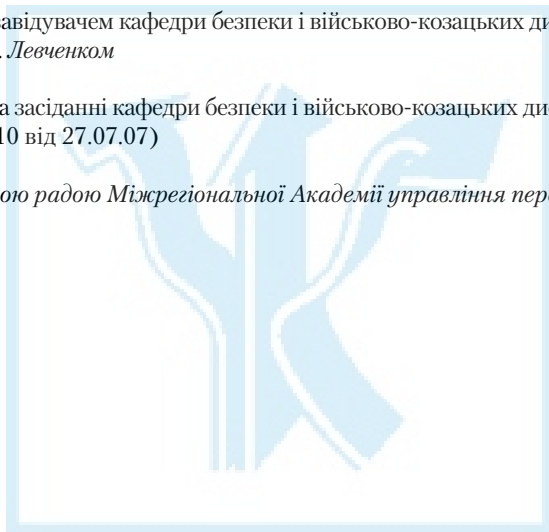 завідувачем кафедри безпеки і військово-козацьких ди
. Левченком
а засіданні кафедри безпеки і військово-козацьких ди
10 від 27.07.07)
ою радою Міжрегіональної Академії управління пер